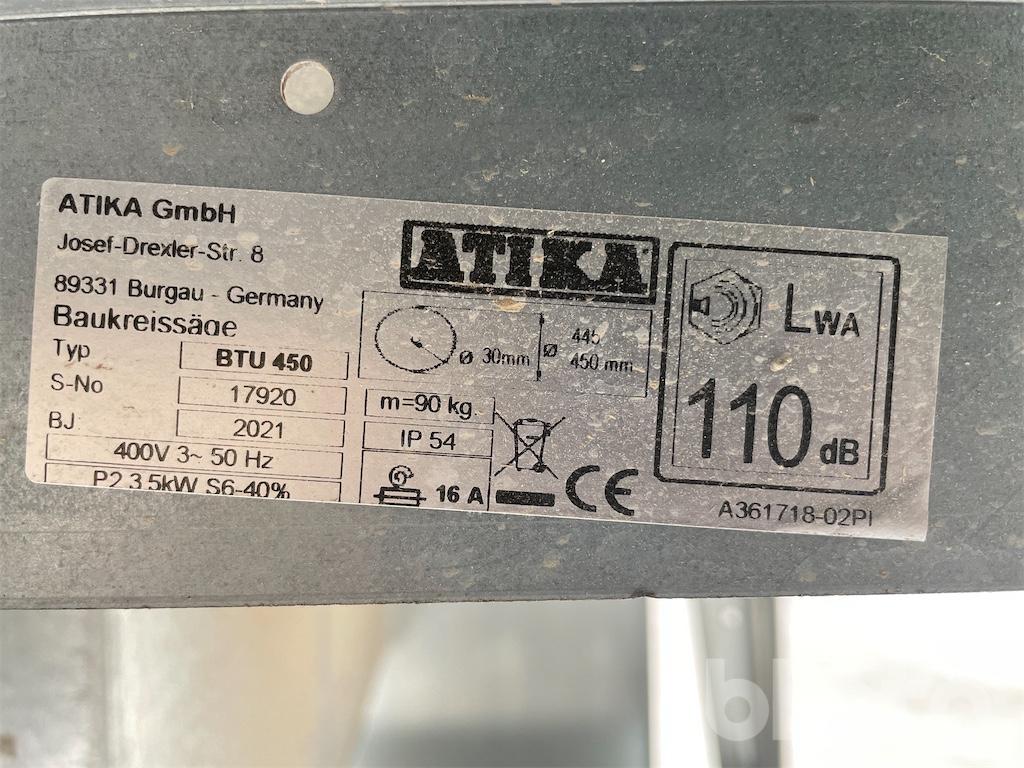 ATIKA GmbH
Josef-Drexler-Str. 8
89331 Burgau - Germany
Baukreissäge
Typ BTU 450
S-No 17920
BJ 2021
400V 3~ 50 Hz
P2 3,5kW S6-40%
ATIKA
Ø 30mm
Ø 445
450 mm
m=90 kg
IP 54
16 A
CE
LWA
110 dB
A361718-02PI